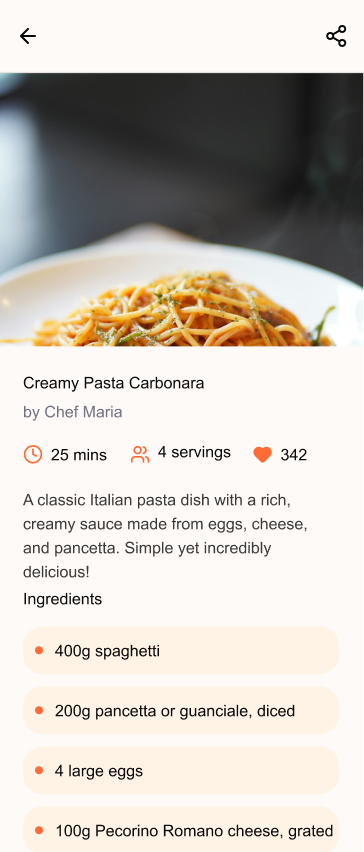 Creamy Pasta Carbonara
by Chef Maria
25 mins 4 servings 342
A classic Italian pasta dish with a rich,
creamy sauce made from eggs, cheese,
and pancetta. Simple yet incredibly
delicious!
Ingredients
400g spaghetti
200g pancetta or guanciale, diced
4 large eggs
100g Pecorino Romano cheese, grated